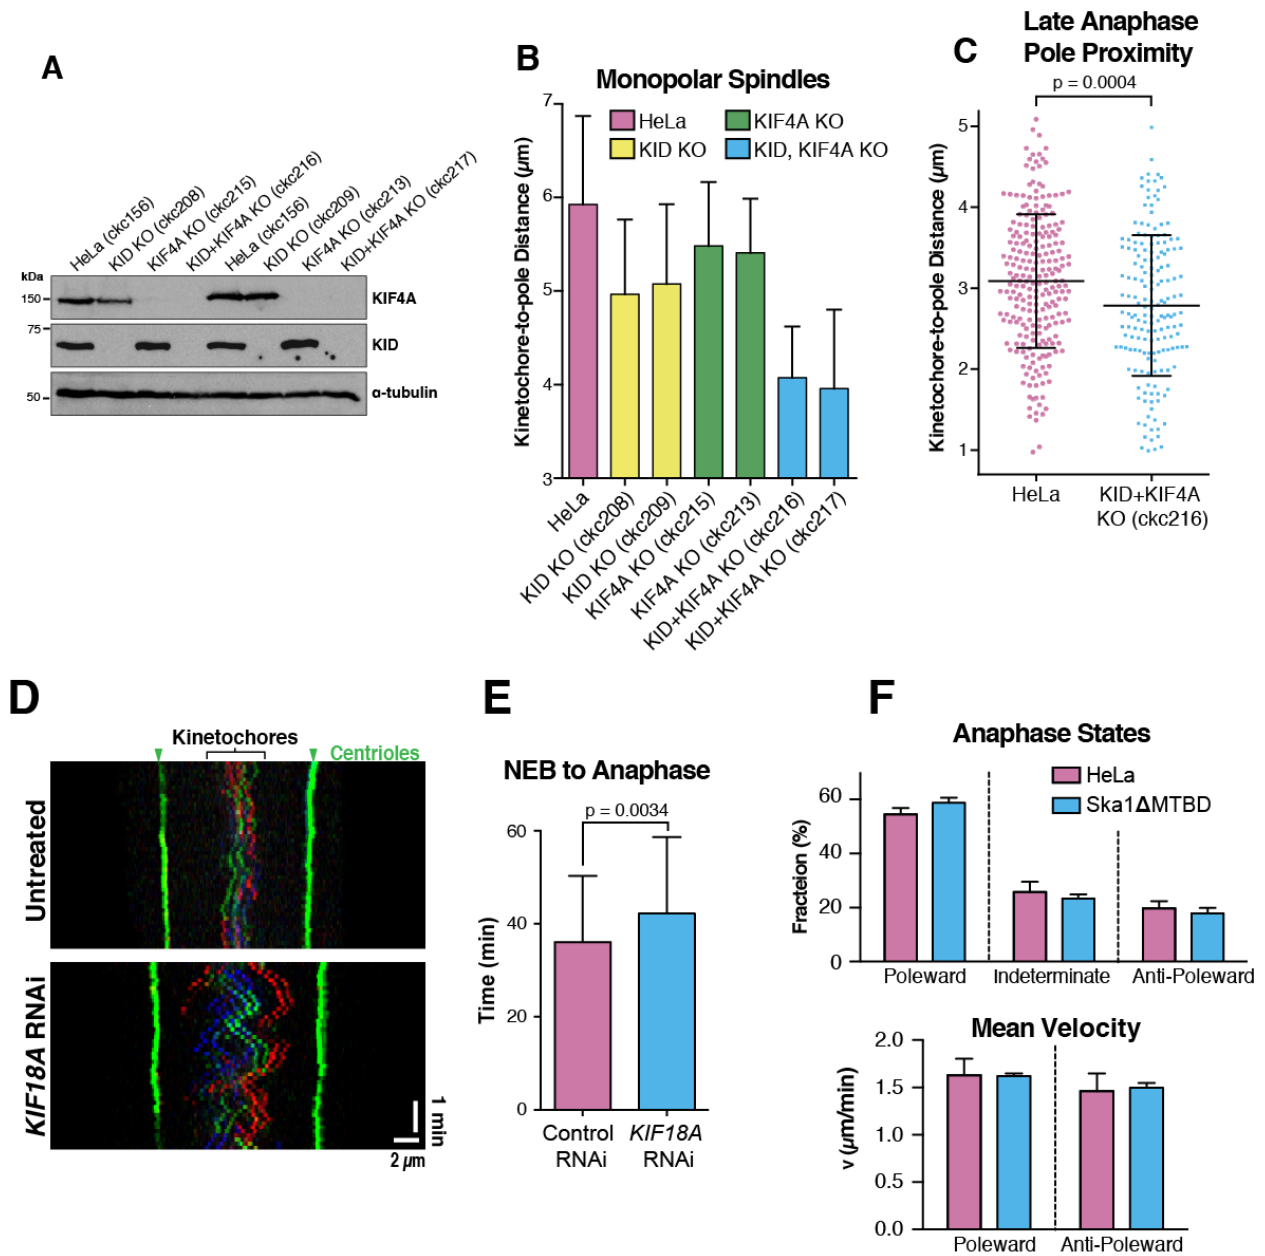 A
HeLa (ckc156)
KID KO (ckc208)
KIF4A KO (ckc215)
KID+KIF4A KO (ckc216)
HeLa (ckc156)
KID KO (ckc209)
KIF4A KO (ckc213)
KID+KIF4A KO (ckc217)
kDa
150
KIF4A
75
KID
50
α-tubulin
B
Monopolar Spindles
HeLa
KIF4A KO
KID KO
KID, KIF4A KO
Kinetochore-to-pole Distance (µm)
7
6
5
4
3
HeLa
KID KO (ckc208)
KID KO (ckc209)
KIF4A KO (ckc215)
KIF4A KO (ckc213)
KID+KIF4A KO (ckc216)
KID+KIF4A KO (ckc217)
C
Late Anaphase
Pole Proximity
p = 0.0004
Kinetochore-to-pole Distance (µm)
5
4
3
2
1
HeLa
KID+KIF4A
KO (ckc216)
D
Kinetochores
Centrioles
Untreated
KIF18A RNAi
1 min
2 µm
E
NEB to Anaphase
p = 0.0034
Time (min)
60
40
20
0
Control
RNAi
KIF18A
RNAi
F
Anaphase States
HeLa
Ska1ΔMTBD
Fracteion (%)
60
40
20
0
Poleward
Indeterminate
Anti-Poleward
Mean Velocity
v (µm/min)
2.0
1.5
1.0
0.5
0.0
Poleward
Anti-Poleward